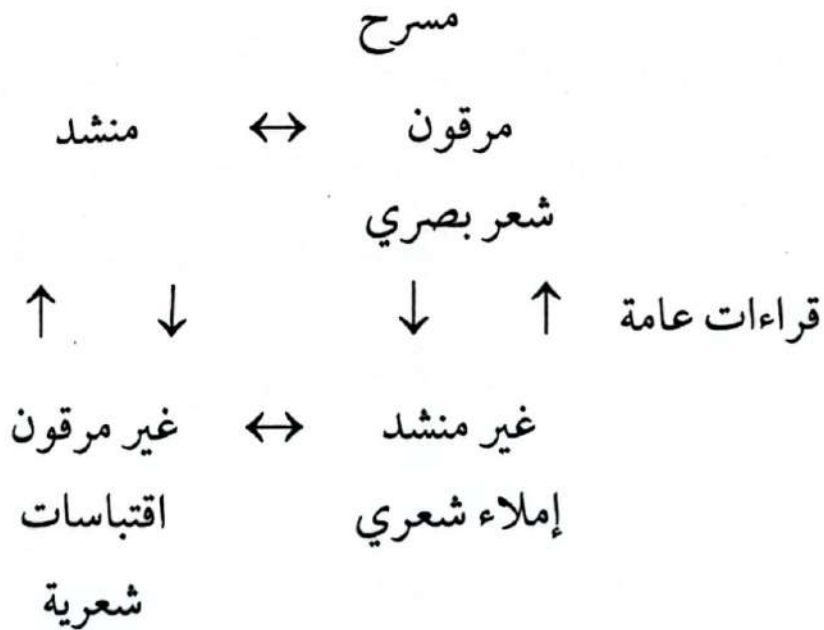 مسرح
مرقون ↔ منشد
شعر بصري
قراءات عامة ↑ ↓ ↓ ↑
غير منشد ↔ غير مرقون
إملاء شعري اقتباسات
شعرية